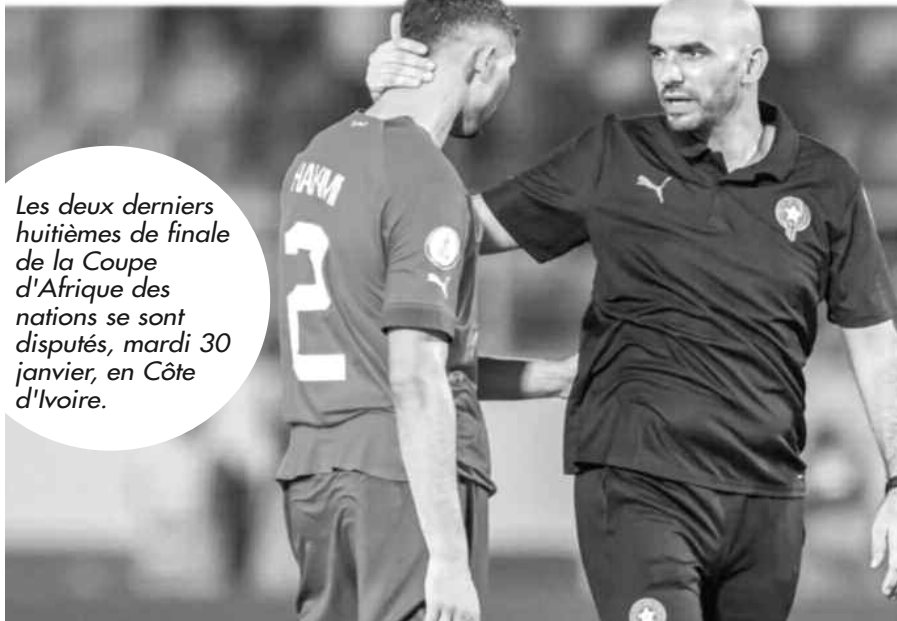 Les deux derniers
huitièmes de finale
de la Coupe
d'Afrique des
nations se sont
disputés, mardi 30
janvier, en Côte
d'Ivoire.
HAKIMI
2